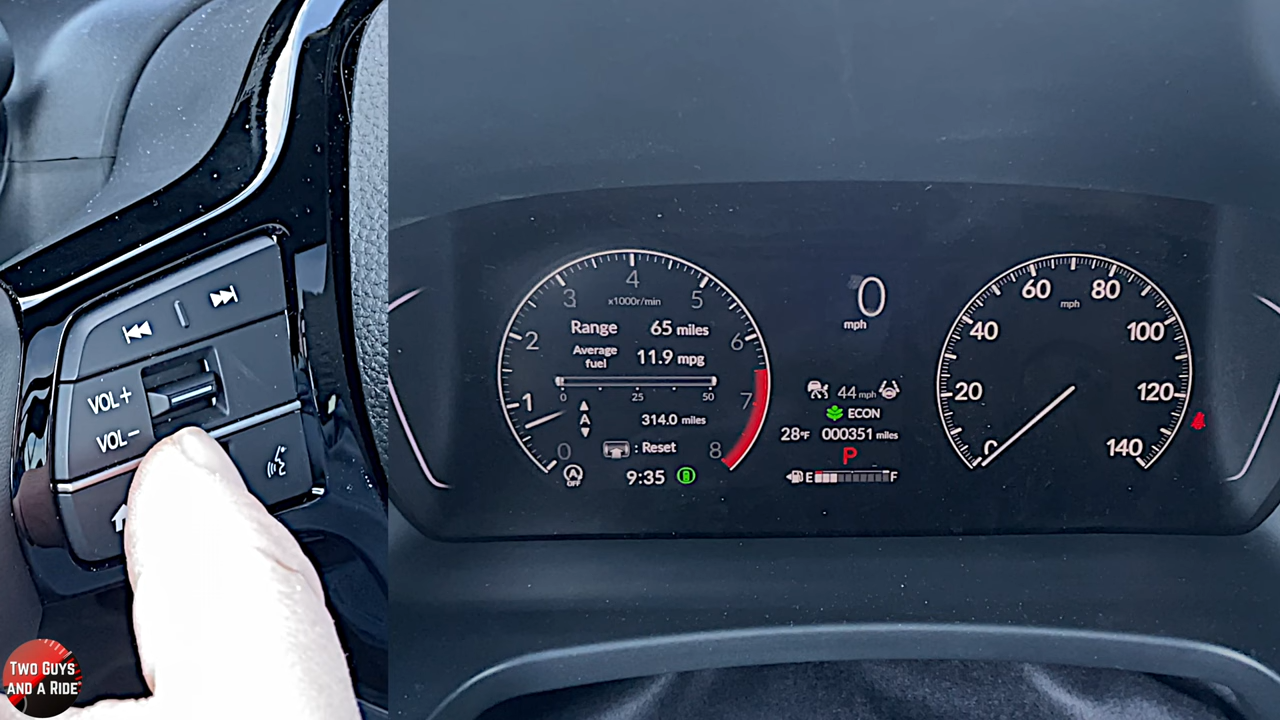 VOL+
VOL-
TWO GUYS
AND A RIDE
4
3
5
x1000r/min
Range 65 miles
2
6
Average
fuel
11.9 mpg
0 25 50
1
7
A
314.0 miles
: Reset
0
8
OFF
9:35
0
mph
44 mph
ECON
28°F 000351 miles
P
E F
60 80
mph
40 100
20 120
0 140